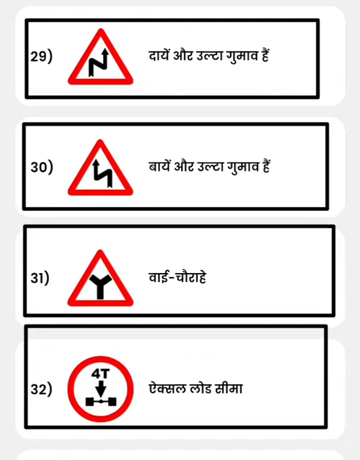 29) दायें और उल्टा गुमाव हैं
30) बायें और उल्टा गुमाव हैं
31) वाई-चौराहे
32) 4T ऐक्सल लोड सीमा